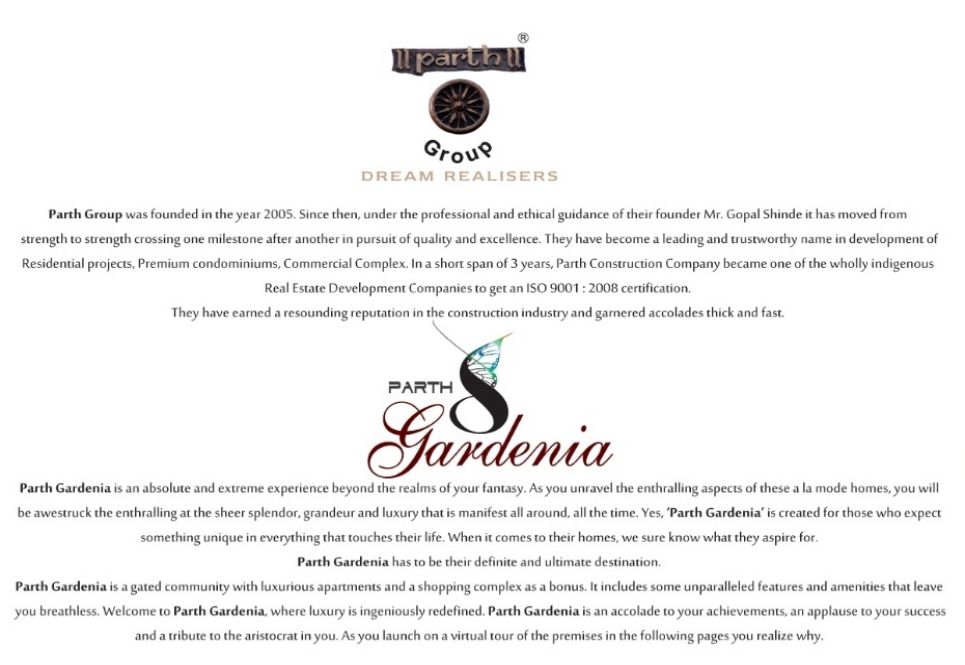 ®
|| parth ||
Group
DREAM REALISERS
Parth Group was founded in the year 2005. Since then, under the professional and ethical guidance of their founder Mr. Gopal Shinde it has moved from
strength to strength crossing one milestone after another in pursuit of quality and excellence. They have become a leading and trustworthy name in development of
Residential projects, Premium condominiums, Commercial Complex. In a short span of 3 years, Parth Construction Company became one of the wholly indigenous
Real Estate Development Companies to get an ISO 9001 : 2008 certification.
They have earned a resounding reputation in the construction industry and garnered accolades thick and fast.
PARTH
Gardenia
Parth Gardenia is an absolute and extreme experience beyond the realms of your fantasy. As you unravel the enthralling aspects of these a la mode homes, you will
be awestruck the enthralling at the sheer splendor, grandeur and luxury that is manifest all around, all the time. Yes, ‘Parth Gardenia’ is created for those who expect
something unique in everything that touches their life. When it comes to their homes, we sure know what they aspire for.
Parth Gardenia has to be their definite and ultimate destination.
Parth Gardenia is a gated community with luxurious apartments and a shopping complex as a bonus. It includes some unparalleled features and amenities that leave
you breathless. Welcome to Parth Gardenia, where luxury is ingeniously redefined. Parth Gardenia is an accolade to your achievements, an applause to your success
and a tribute to the aristocrat in you. As you launch on a virtual tour of the premises in the following pages you realize why.